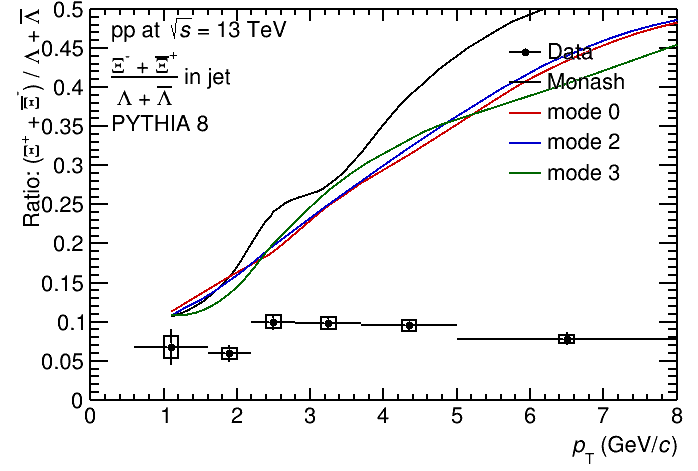 0.5
0.45
0.4
0.35
0.3
0.25
0.2
0.15
0.1
0.05
0
Ratio: (Ξ⁺ + Ξ̅⁻) / Λ + Λ̅
pp at √s = 13 TeV
Ξ⁻ + Ξ̅⁺
Λ + Λ̅
in jet
PYTHIA 8
Data
Monash
mode 0
mode 2
mode 3
0 1 2 3 4 5 6 7 8
p_T (GeV/c)